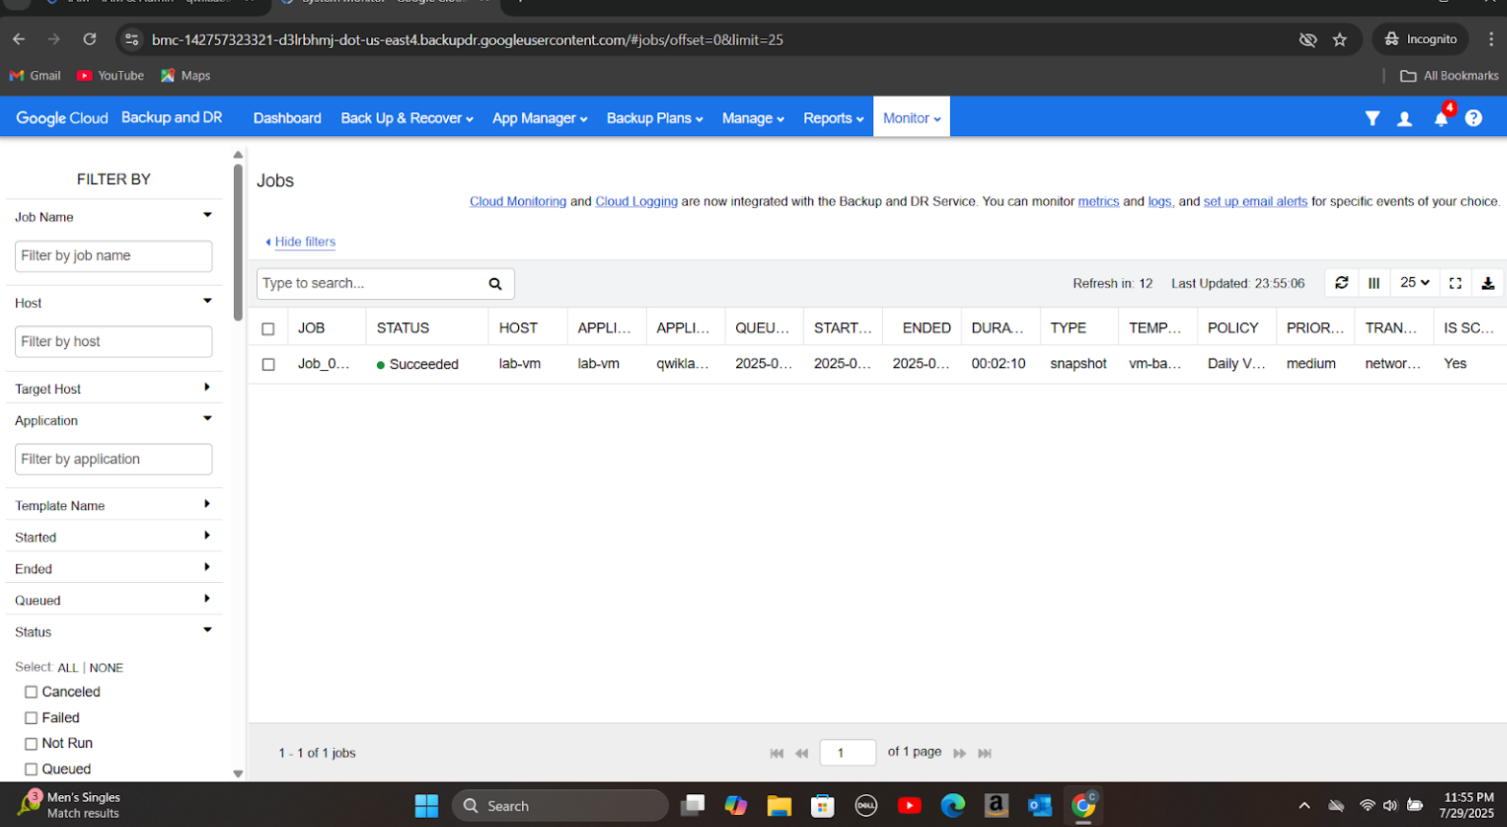 bmc-142757323321-d3lrbhmj-dot-us-east4.backupdr.googleusercontent.com/#jobs/offset=0&limit=25
Incognito
Gmail YouTube Maps
All Bookmarks
Google Cloud Backup and DR Dashboard Back Up & Recover App Manager Backup Plans Manage Reports Monitor 4
FILTER BY
Job Name
Filter by job name
Host
Filter by host
Target Host
Application
Filter by application
Template Name
Started
Ended
Queued
Status
Select: ALL | NONE
Canceled
Failed
Not Run
Queued
Jobs
Cloud Monitoring and Cloud Logging are now integrated with the Backup and DR Service. You can monitor metrics and logs, and set up email alerts for specific events of your choice.
Hide filters
Type to search...
Refresh in: 12 Last Updated: 23:55:06 25
JOB STATUS HOST APPLI... APPLI... QUEU... START... ENDED DURA... TYPE TEMP... POLICY PRIOR... TRAN... IS SC...
Job_0... Succeeded lab-vm lab-vm qwikla... 2025-0... 2025-0... 2025-0... 00:02:10 snapshot vm-ba... Daily V... medium networ... Yes
1 - 1 of 1 jobs 1 of 1 page
3 Men's Singles
Match results
Search
DELL
a
C
11:55 PM
7/29/2025